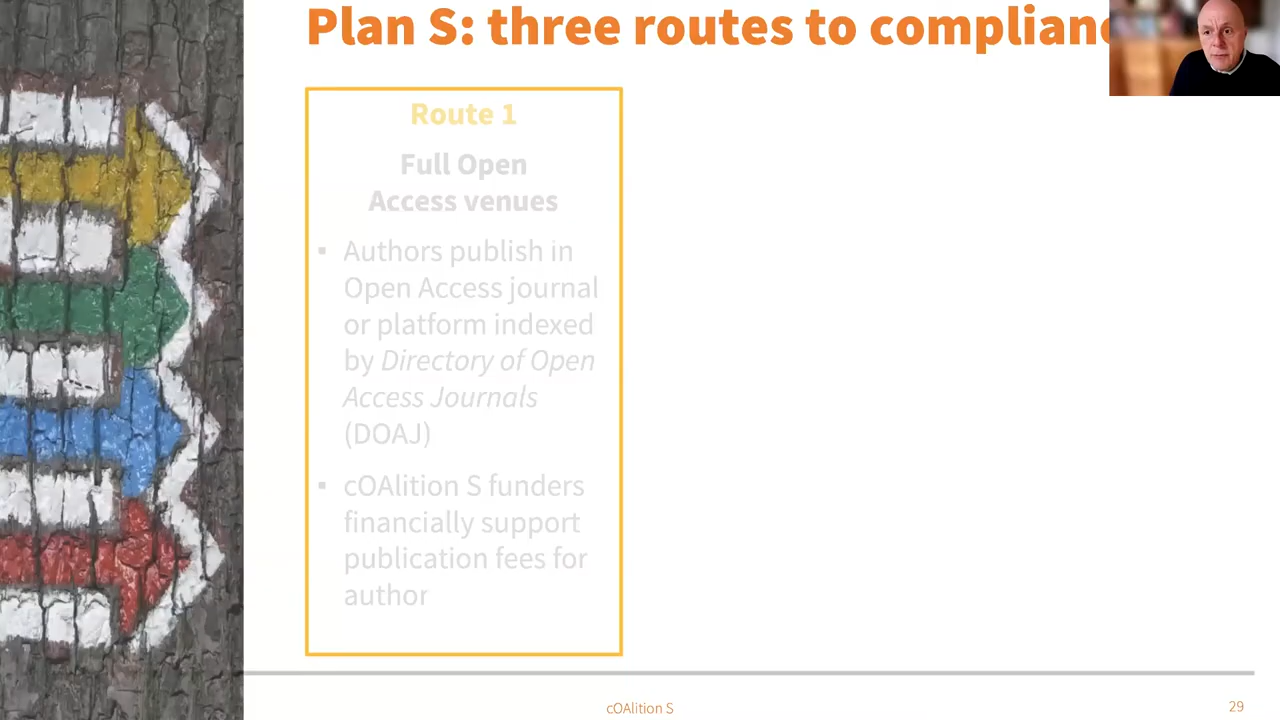 Plan S: three routes to complianc
Route 1
Full Open
Access venues
▪ Authors publish in
Open Access journal
or platform indexed
by Directory of Open
Access Journals
(DOAJ)
▪ cOAlition S funders
financially support
publication fees for
author
cOAlition S
29